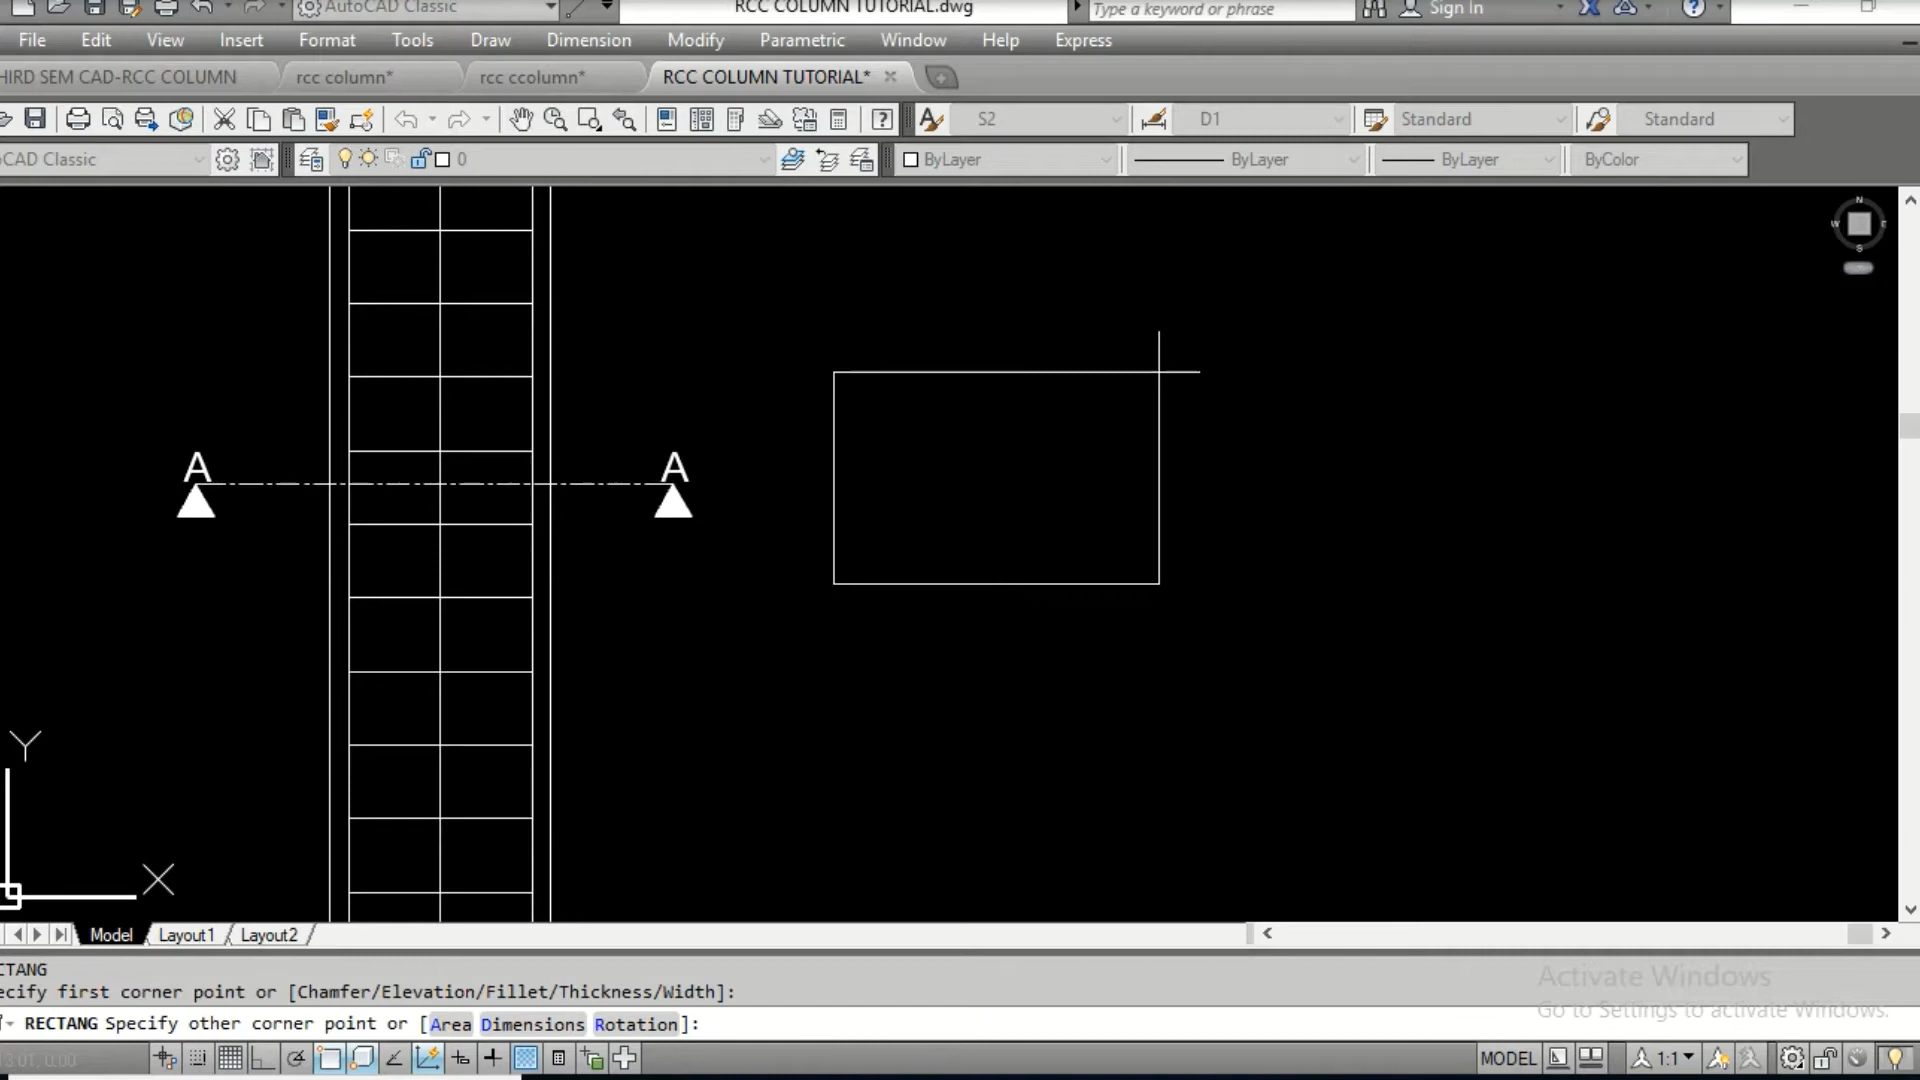 AutoCAD Classic
RCC COLUMN TUTORIAL.dwg
Type a keyword or phrase
Sign In
File Edit View Insert Format Tools Draw Dimension Modify Parametric Window Help Express
HIRD SEM CAD-RCC COLUMN rcc column* rcc ccolumn* RCC COLUMN TUTORIAL*
S2 D1 Standard Standard
CAD Classic 0 ByLayer ByLayer ByLayer ByColor
N
W
S
A A
Y
X
Model Layout1 Layout2
CTANG
ecify first corner point or [Chamfer/Elevation/Fillet/Thickness/Width]:
RECTANG Specify other corner point or [Area Dimensions Rotation]:
Activate Windows
Go to Settings to activate Windows.
MODEL 1:1